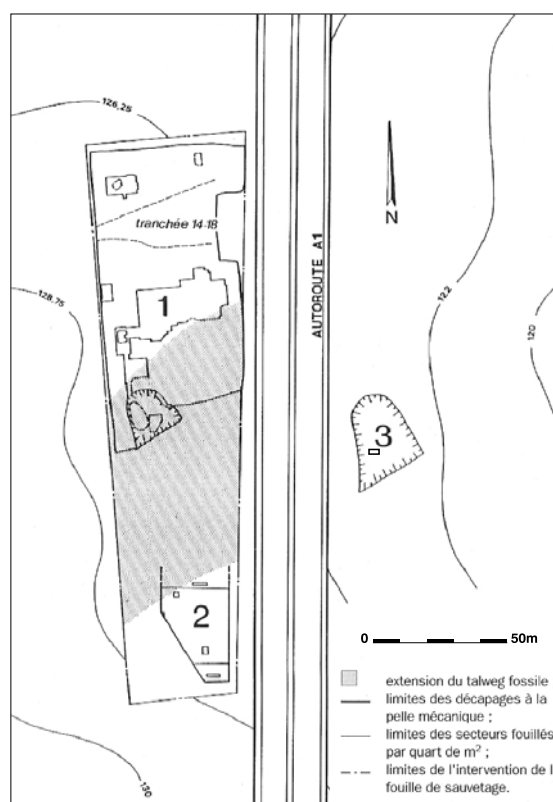 126,25
tranchée 14-18
AUTOROUTE A1
N
128,75
1
122
120
3
2
0 50m
130
extension du talweg fossile
limites des décapages à la
pelle mécanique ;
limites des secteurs fouillés
par quart de m² ;
limites de l'intervention de l
fouille de sauvetage.